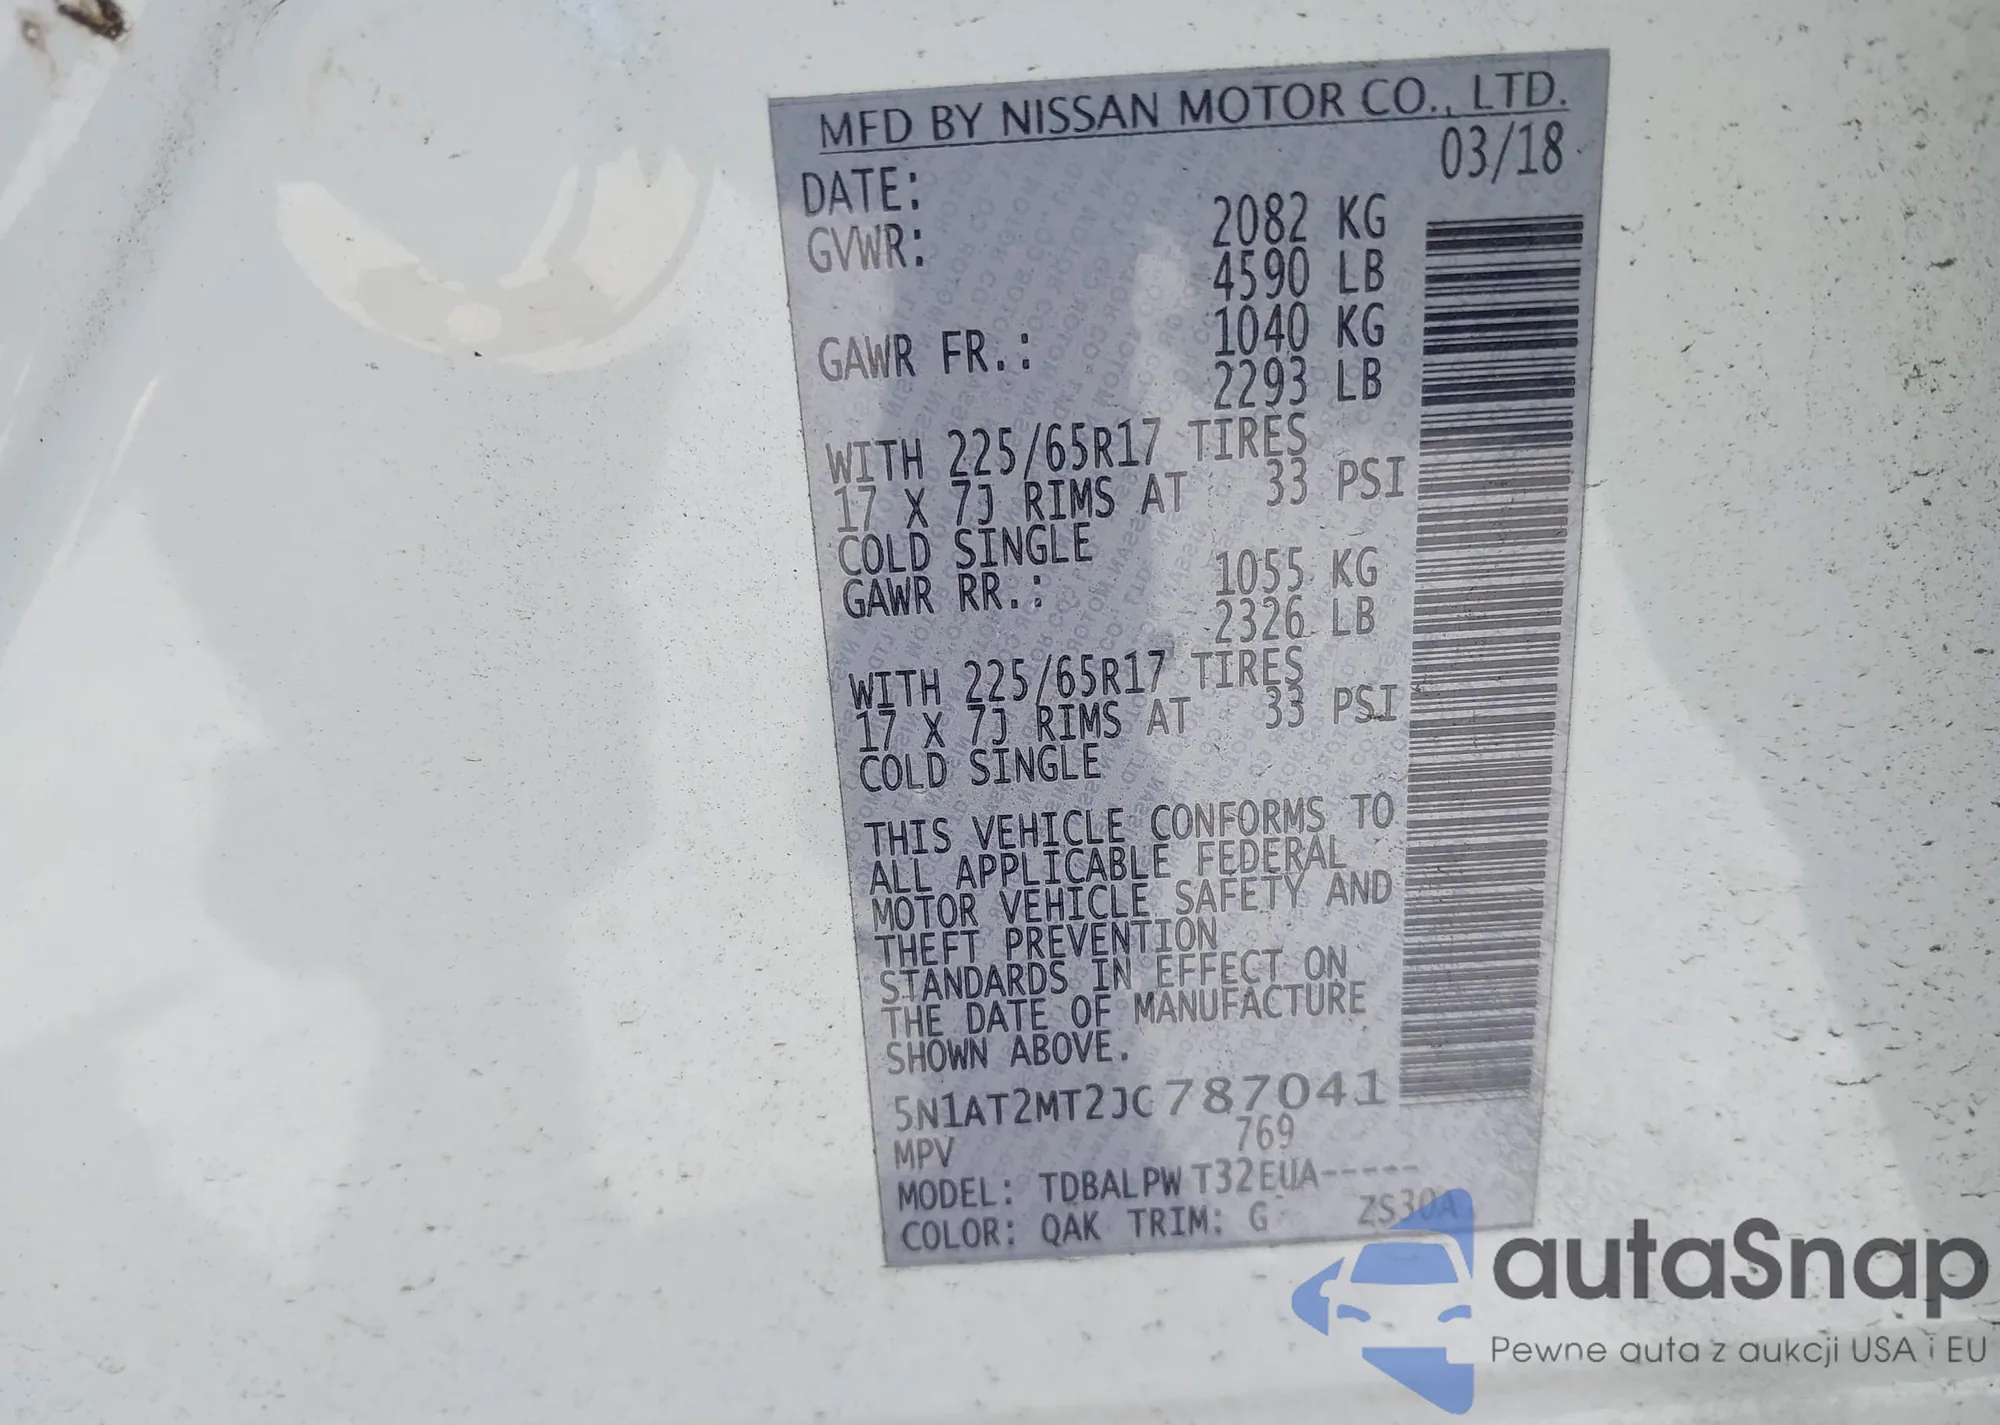 MFD BY NISSAN MOTOR CO., LTD.
DATE: 03/18
GVWR: 2082 KG
4590 LB
GAWR FR.: 1040 KG
2293 LB
WITH 225/65R17 TIRES
17 X 7J RIMS AT 33 PSI
COLD SINGLE
GAWR RR.: 1055 KG
2326 LB
WITH 225/65R17 TIRES
17 X 7J RIMS AT 33 PSI
COLD SINGLE
THIS VEHICLE CONFORMS TO
ALL APPLICABLE FEDERAL
MOTOR VEHICLE SAFETY AND
THEFT PREVENTION
STANDARDS IN EFFECT ON
THE DATE OF MANUFACTURE
SHOWN ABOVE.
5N1AT2MT2JC787041
MPV 769
MODEL: TDBALPW T32EUA-----
COLOR: QAK TRIM: G ZS30A
autaSnap
Pewne auta z aukcji USA i EU